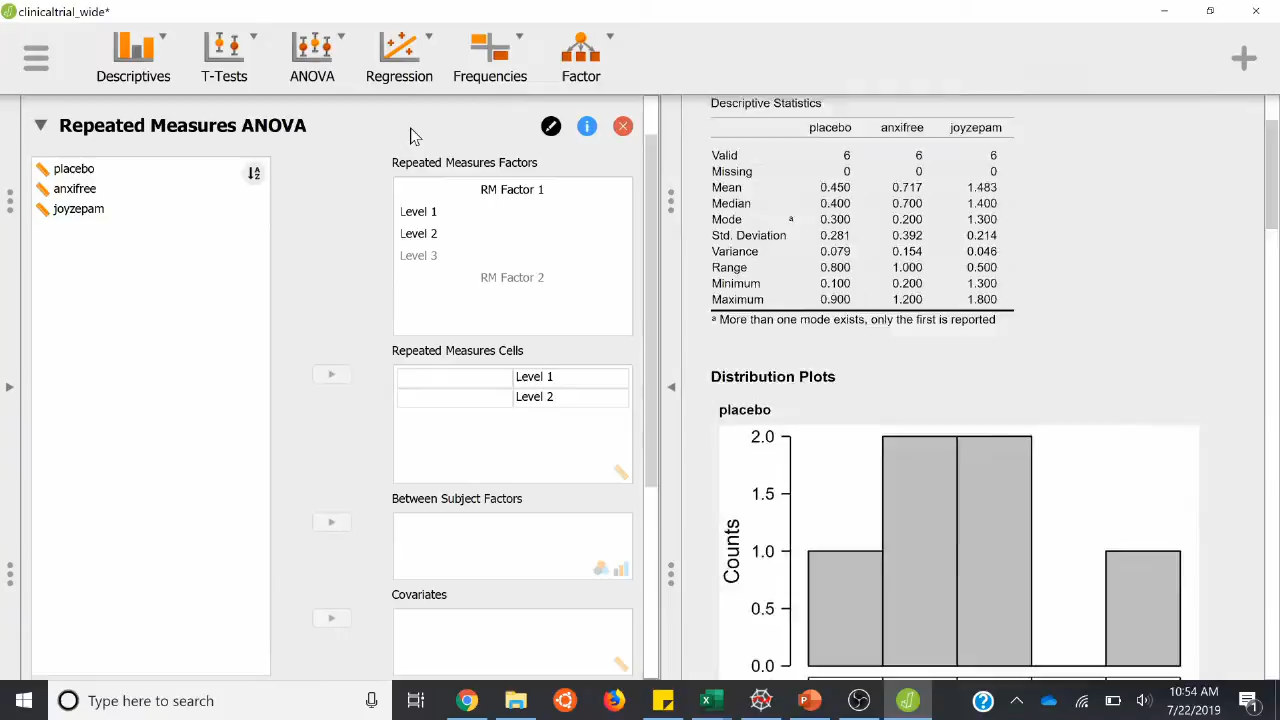 clinicaltrial_wide*
Descriptives
T-Tests
ANOVA
Regression
Frequencies
Factor
Repeated Measures ANOVA
placebo
anxifree
joyzepam
Repeated Measures Factors
RM Factor 1
Level 1
Level 2
Level 3
RM Factor 2
Repeated Measures Cells
Level 1
Level 2
Between Subject Factors
Covariates
Descriptive Statistics
placebo anxifree joyzepam
Valid 6 6 6
Missing 0 0 0
Mean 0.450 0.717 1.483
Median 0.400 0.700 1.400
Mode a 0.300 0.200 1.300
Std. Deviation 0.281 0.392 0.214
Variance 0.079 0.154 0.046
Range 0.800 1.000 0.500
Minimum 0.100 0.200 1.300
Maximum 0.900 1.200 1.800
a More than one mode exists, only the first is reported
Distribution Plots
placebo
2.0
1.5
1.0
0.5
0.0
Counts
Type here to search
10:54 AM
7/22/2019
1